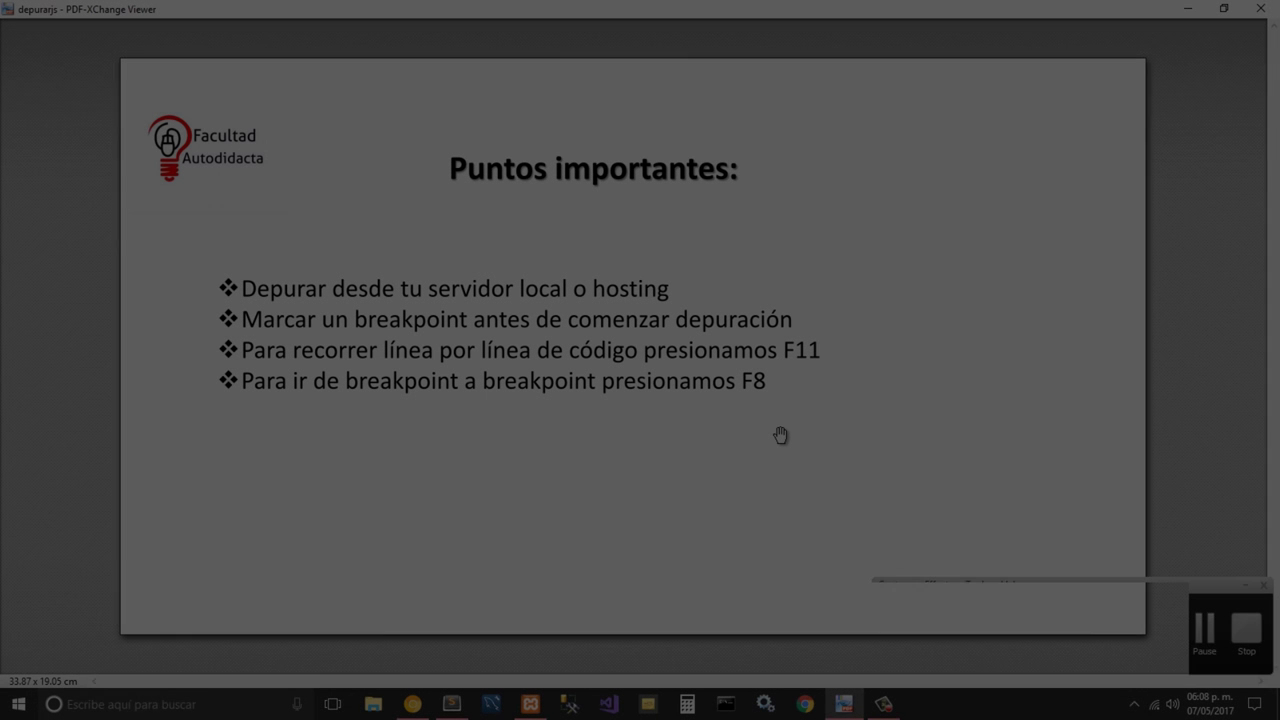 depurarjs - PDF-XChange Viewer
Facultad
Autodidacta
Puntos importantes:
❖Depurar desde tu servidor local o hosting
❖Marcar un breakpoint antes de comenzar depuración
❖Para recorrer línea por línea de código presionamos F11
❖Para ir de breakpoint a breakpoint presionamos F8
Pause Stop
33.87 x 19.05 cm
Escribe aquí para buscar
06:08 p. m.
07/05/2017